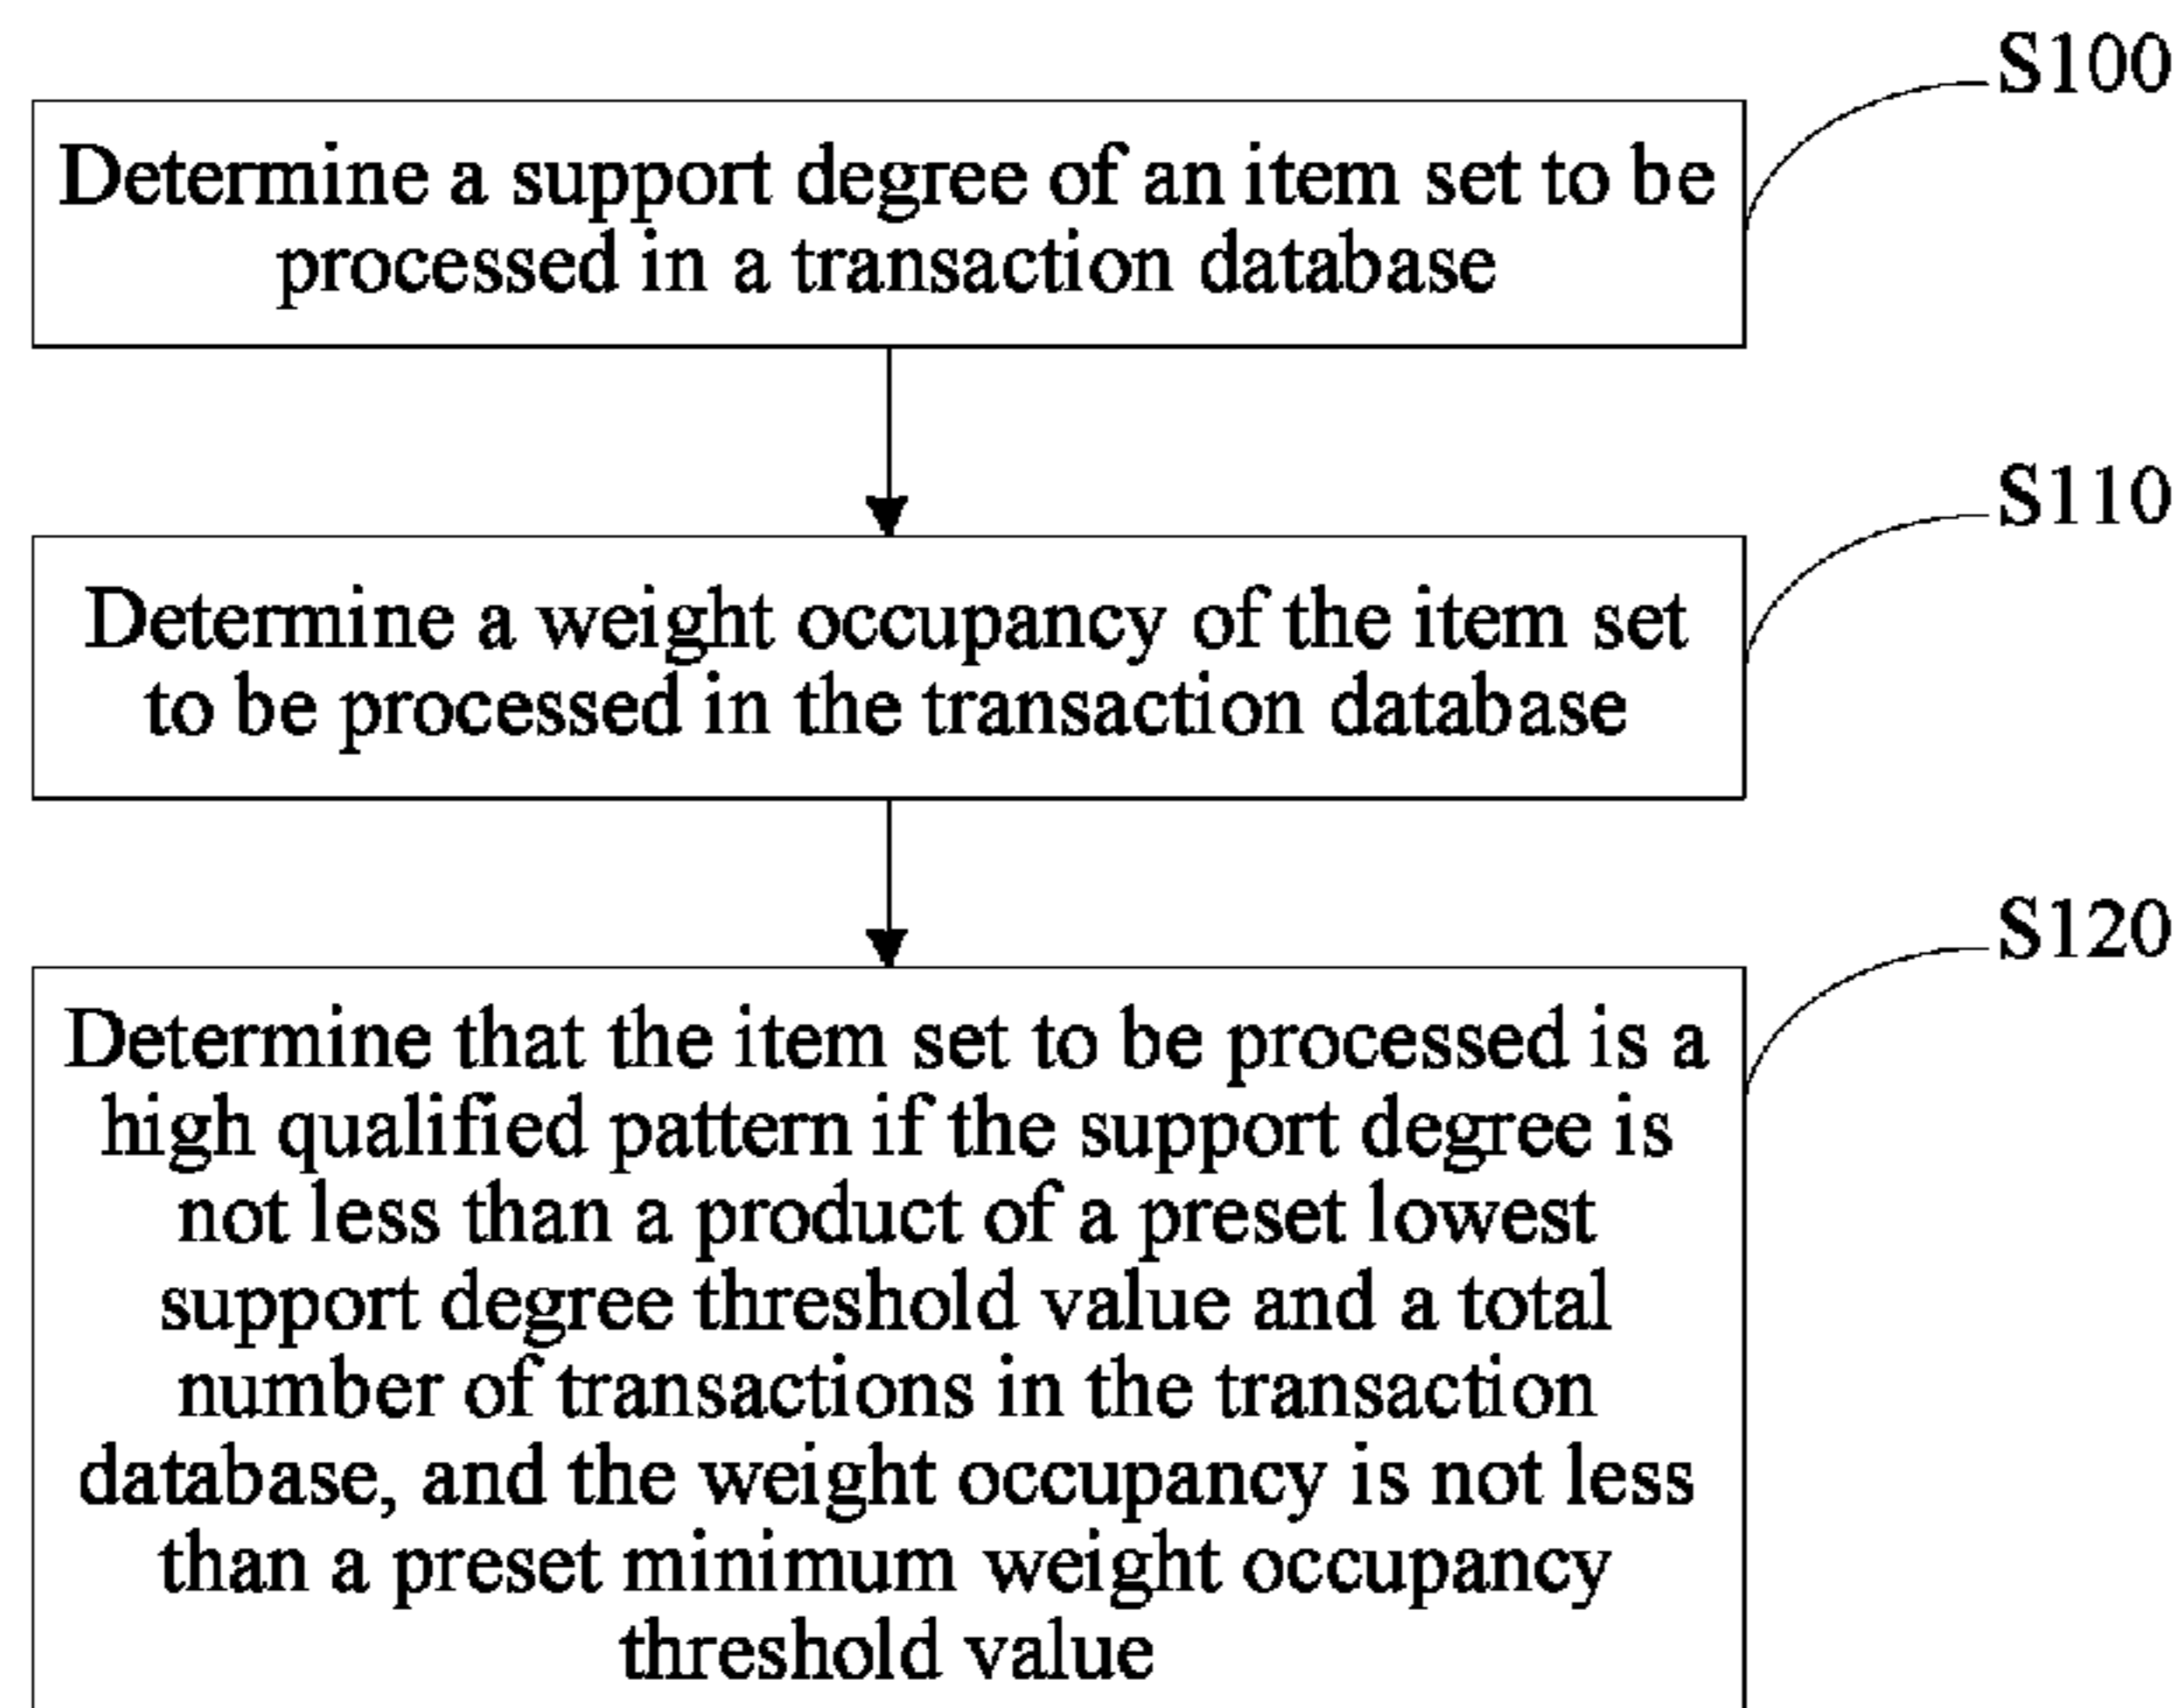 S100
Determine a support degree of an item set to be
processed in a transaction database
S110
Determine a weight occupancy of the item set
to be processed in the transaction database
S120
Determine that the item set to be processed is a
high qualified pattern if the support degree is
not less than a product of a preset lowest
support degree threshold value and a total
number of transactions in the transaction
database, and the weight occupancy is not less
than a preset minimum weight occupancy
threshold value